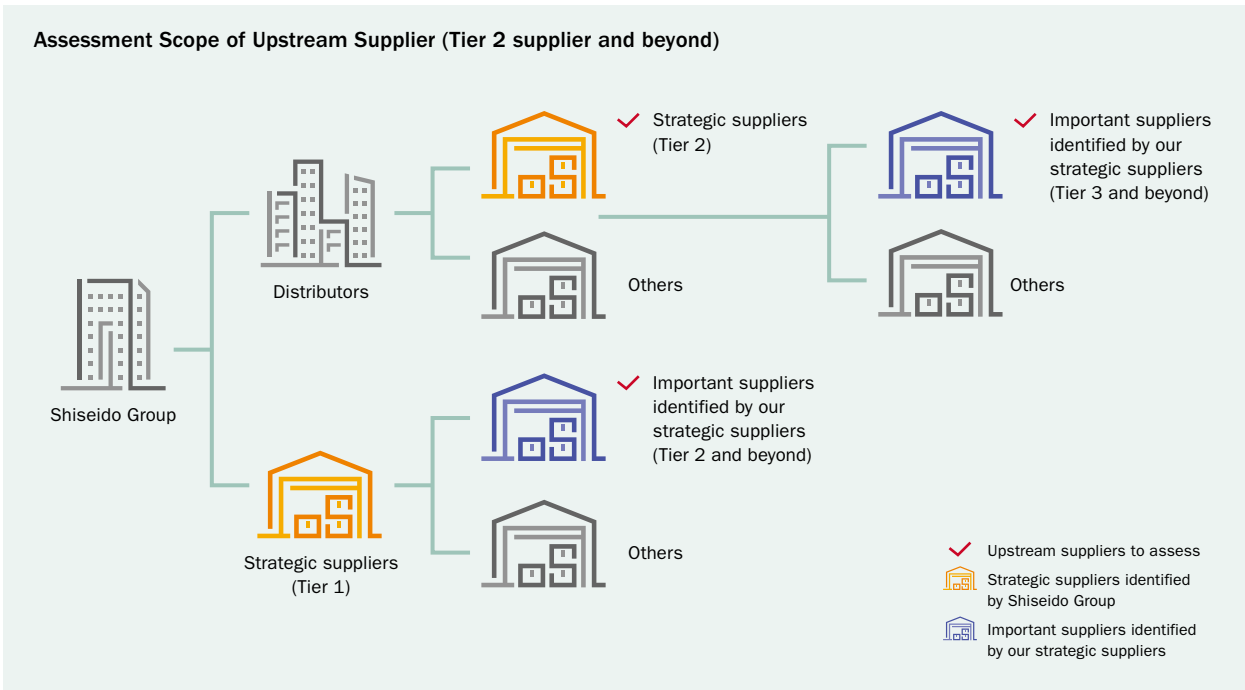 Assessment Scope of Upstream Supplier (Tier 2 supplier and beyond)
Strategic suppliers
(Tier 2)
Important suppliers
identified by our
strategic suppliers
(Tier 3 and beyond)
Distributors
Others
Others
Shiseido Group
Important suppliers
identified by our
strategic suppliers
(Tier 2 and beyond)
Strategic suppliers
(Tier 1)
Others
Upstream suppliers to assess
Strategic suppliers identified
by Shiseido Group
Important suppliers identified
by our strategic suppliers